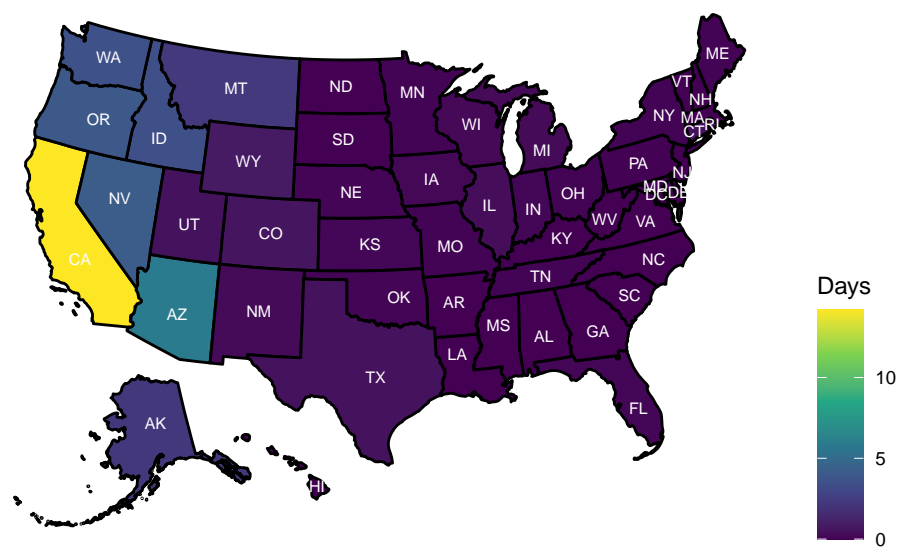 WA
MT
ND
MN
ME
VT
NH
OR
ID
SD
WI
NY
MA
RI
CT
WY
MI
PA
NV
NE
IA
OH
NJ
MD
DC
DE
UT
CO
KS
MO
IL
IN
KY
WV
VA
CA
AZ
NM
OK
AR
TN
NC
SC
MS
AL
GA
LA
TX
FL
AK
HI
Days
10
5
0